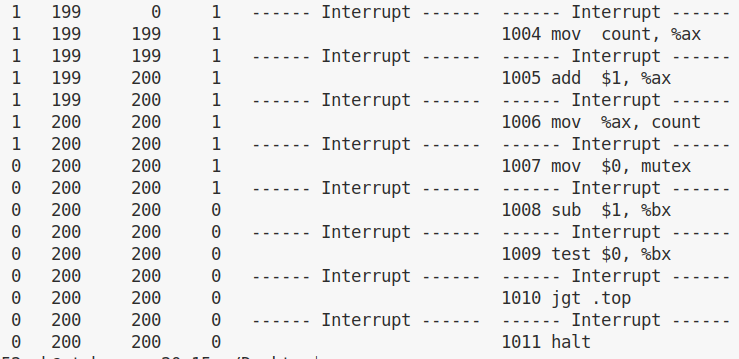 1 199 0 1 ------ Interrupt ------ ------ Interrupt ------
1 199 199 1 1004 mov count, %ax
1 199 199 1 ------ Interrupt ------ ------ Interrupt ------
1 199 200 1 1005 add $1, %ax
1 199 200 1 ------ Interrupt ------ ------ Interrupt ------
1 200 200 1 1006 mov %ax, count
1 200 200 1 ------ Interrupt ------ ------ Interrupt ------
0 200 200 1 1007 mov $0, mutex
0 200 200 1 ------ Interrupt ------ ------ Interrupt ------
0 200 200 0 1008 sub $1, %bx
0 200 200 0 ------ Interrupt ------ ------ Interrupt ------
0 200 200 0 1009 test $0, %bx
0 200 200 0 ------ Interrupt ------ ------ Interrupt ------
0 200 200 0 1010 jgt .top
0 200 200 0 ------ Interrupt ------ ------ Interrupt ------
0 200 200 0 1011 halt